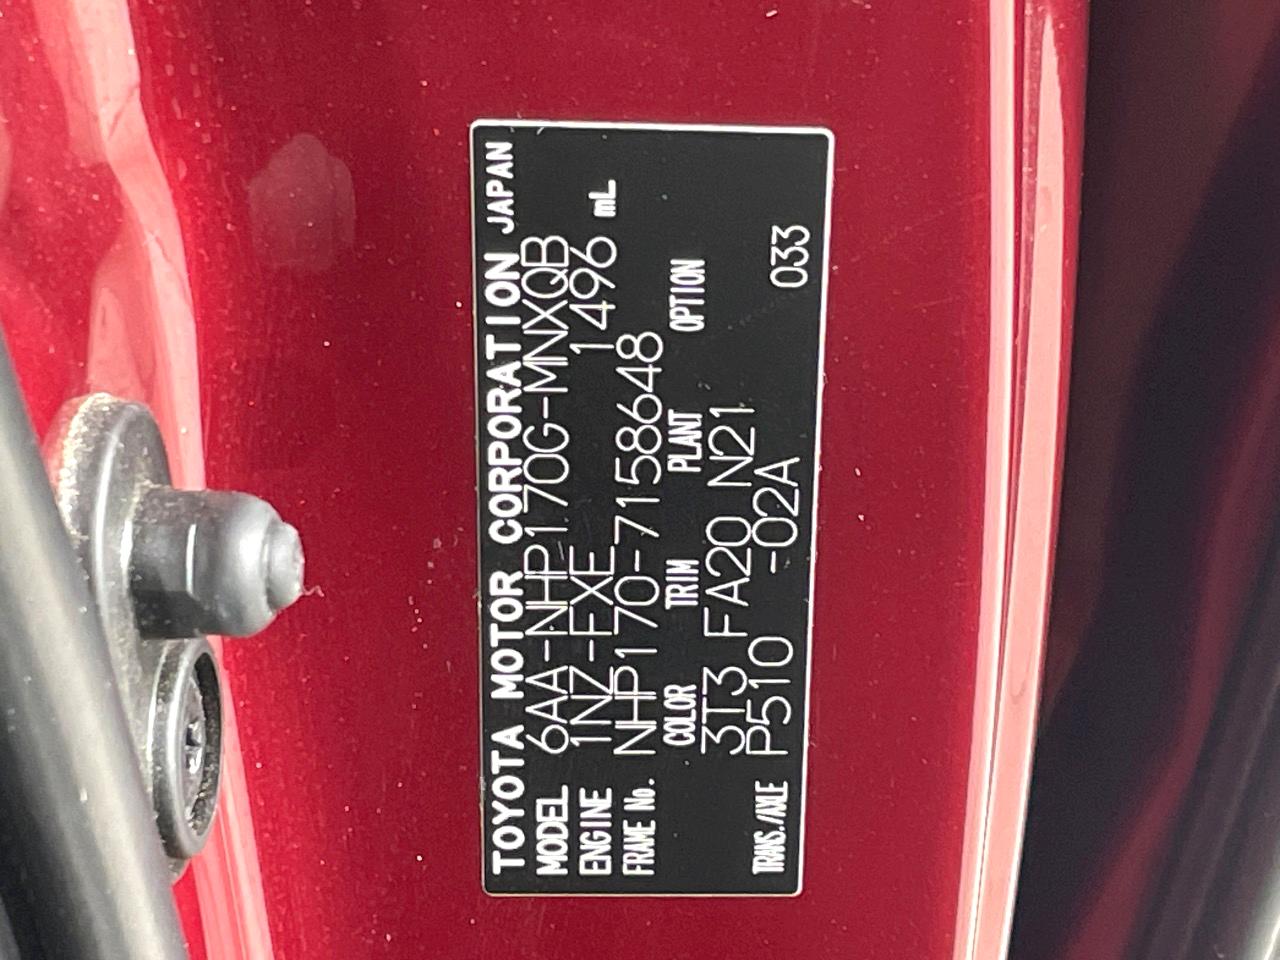 TOYOTA MOTOR CORPORATION JAPAN
MODEL 6AA-NHP170G-MNXQB
ENGINE 1NZ-FXE 1496 mL
FRAME No. NHP170-7158648
COLOR TRIM PLANT OPTION
3T3 FA20 N21
TRANS./AXLE P510 -02A 033